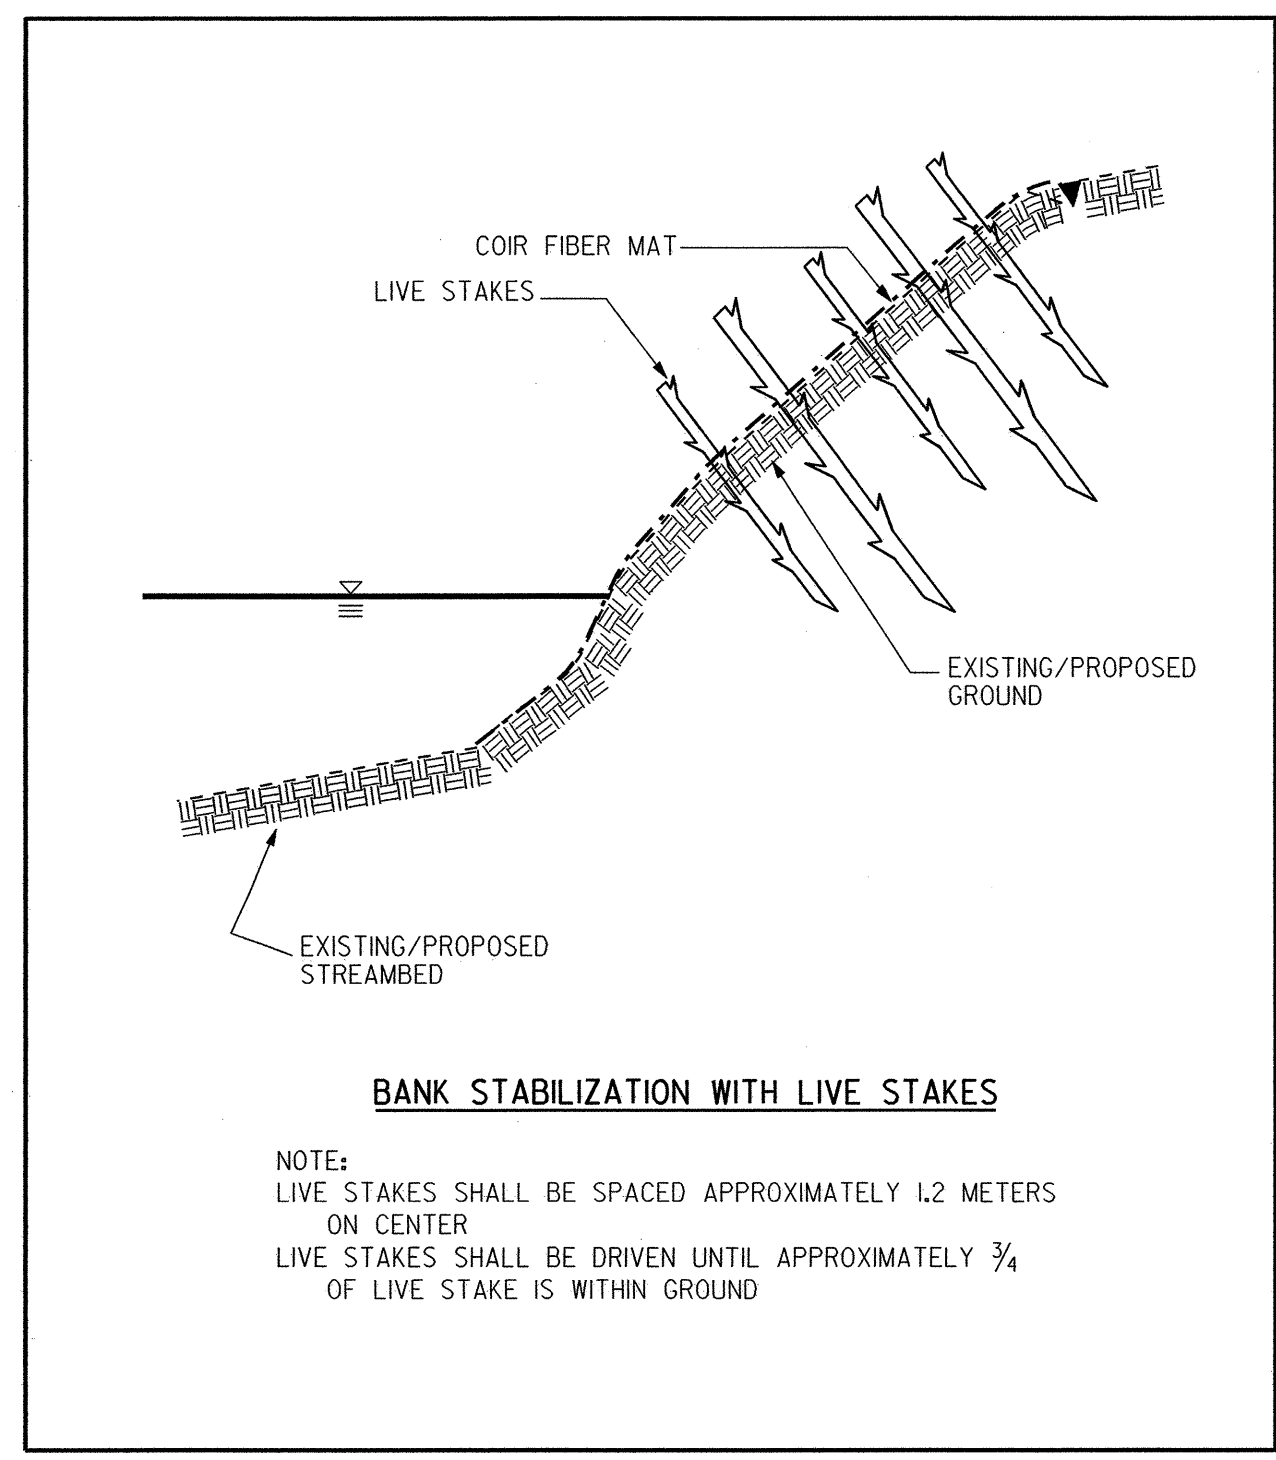 COIR FIBER MAT
LIVE STAKES
EXISTING/PROPOSED
GROUND
EXISTING/PROPOSED
STREAMBED
BANK STABILIZATION WITH LIVE STAKES
NOTE:
LIVE STAKES SHALL BE SPACED APPROXIMATELY 1.2 METERS
ON CENTER
LIVE STAKES SHALL BE DRIVEN UNTIL APPROXIMATELY 3/4
OF LIVE STAKE IS WITHIN GROUND